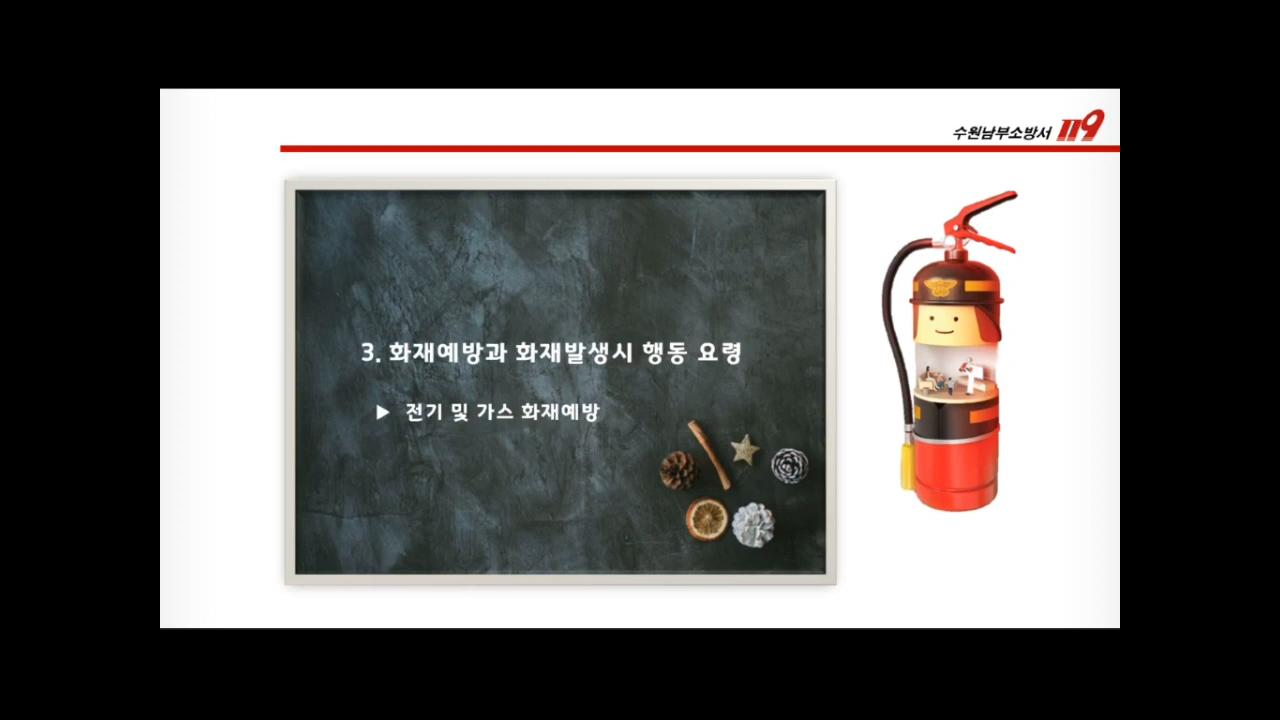 수원남부소방서 119
3. 화재예방과 화재발생시 행동 요령
▶ 전기 및 가스 화재예방